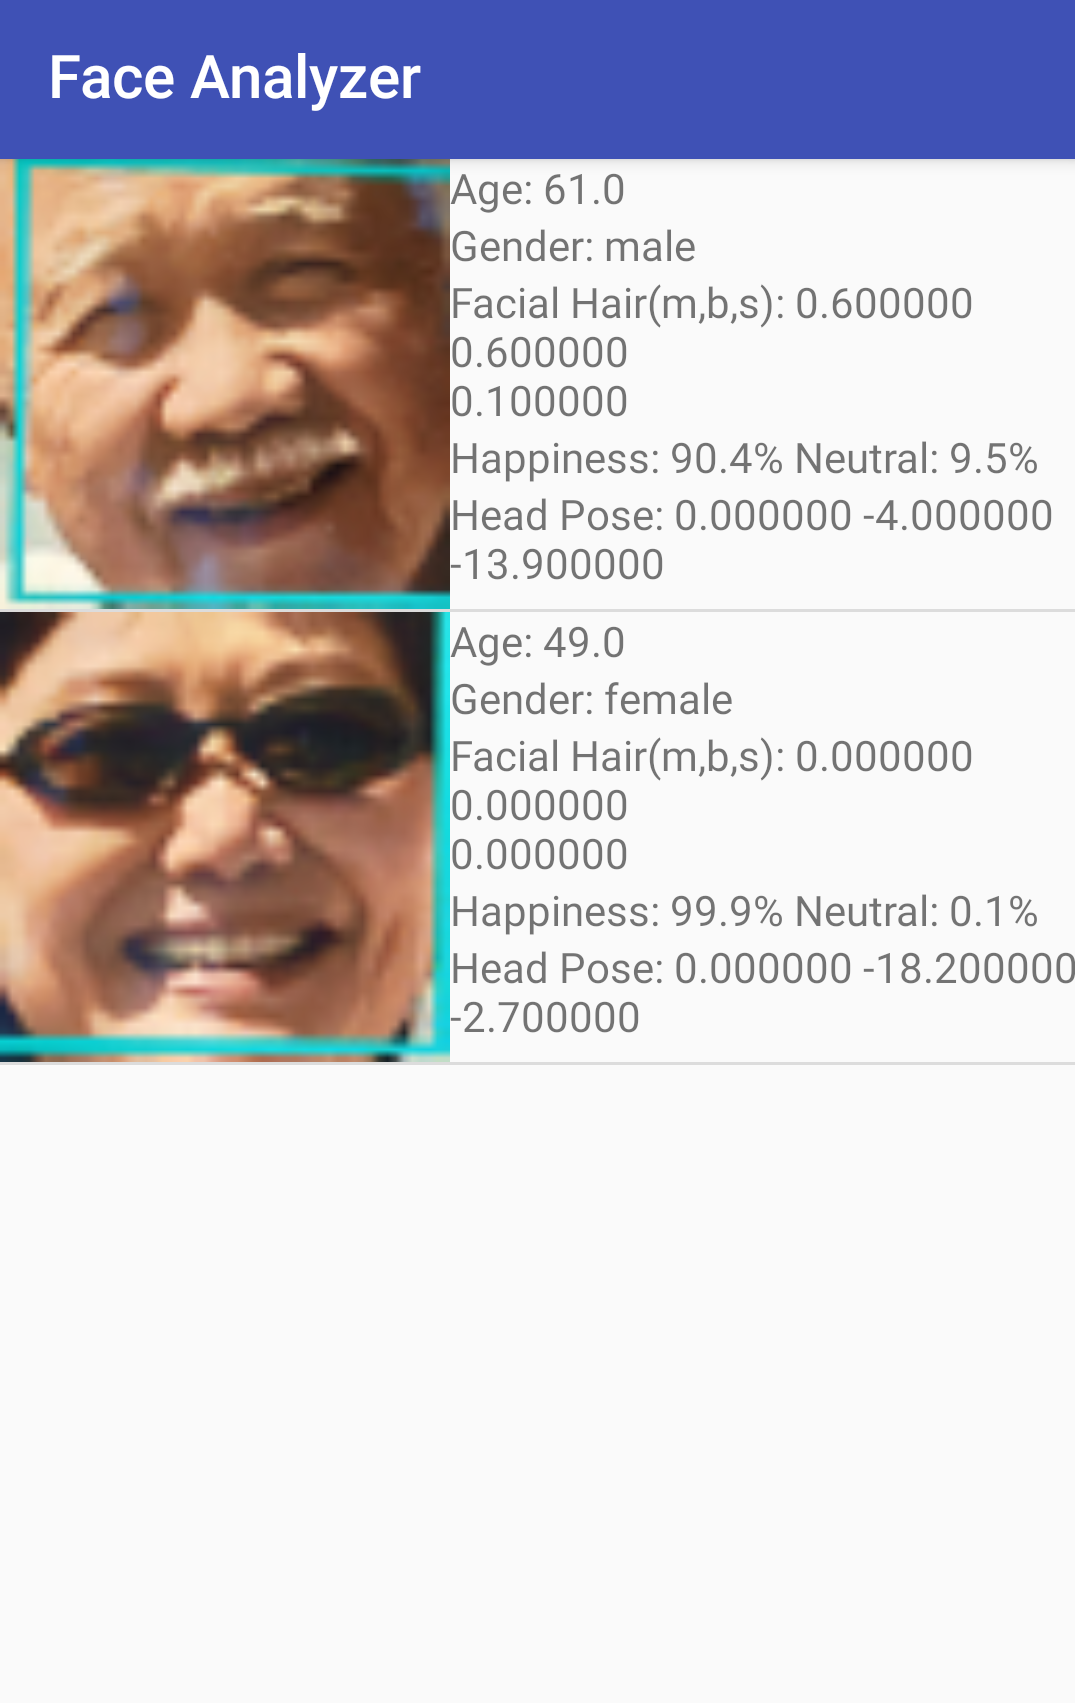 Face Analyzer
Age: 61.0
Gender: male
Facial Hair(m,b,s): 0.600000
0.600000
0.100000
Happiness: 90.4% Neutral: 9.5%
Head Pose: 0.000000 -4.000000
-13.900000
Age: 49.0
Gender: female
Facial Hair(m,b,s): 0.000000
0.000000
0.000000
Happiness: 99.9% Neutral: 0.1%
Head Pose: 0.000000 -18.200000
-2.700000